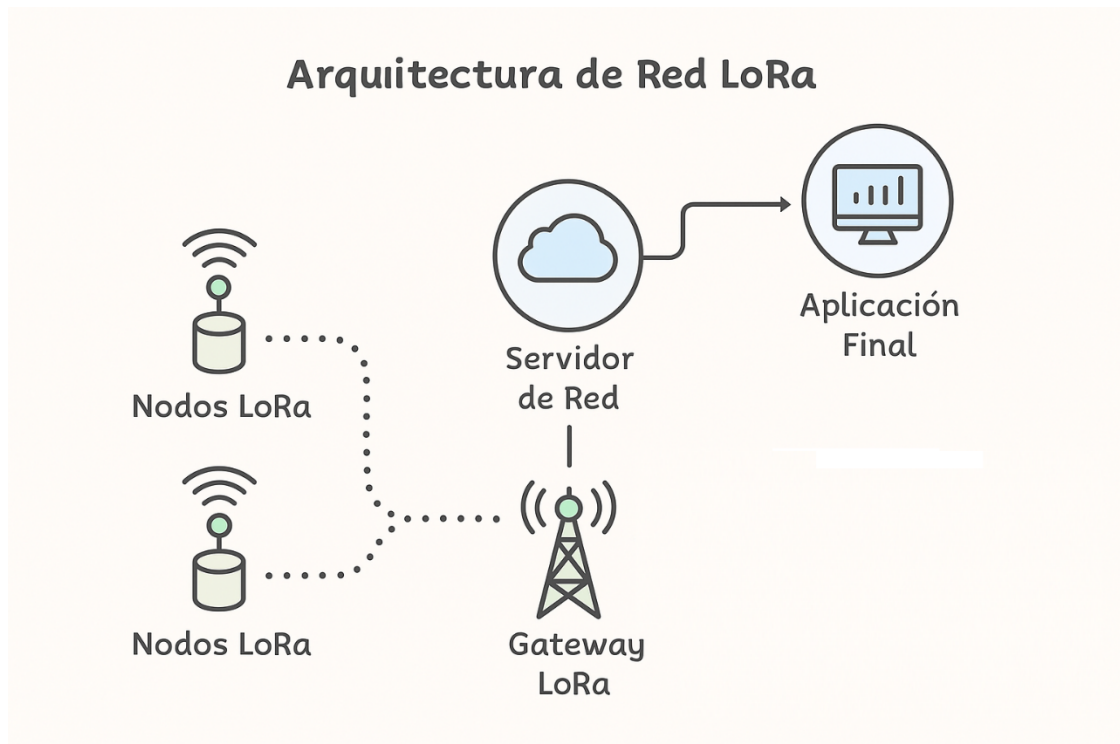 Arquiitectura de Red LoRa
Nodos LoRa
Nodos LoRa
Servidor
de Red
Gateway
LoRa
Aplicación
Final